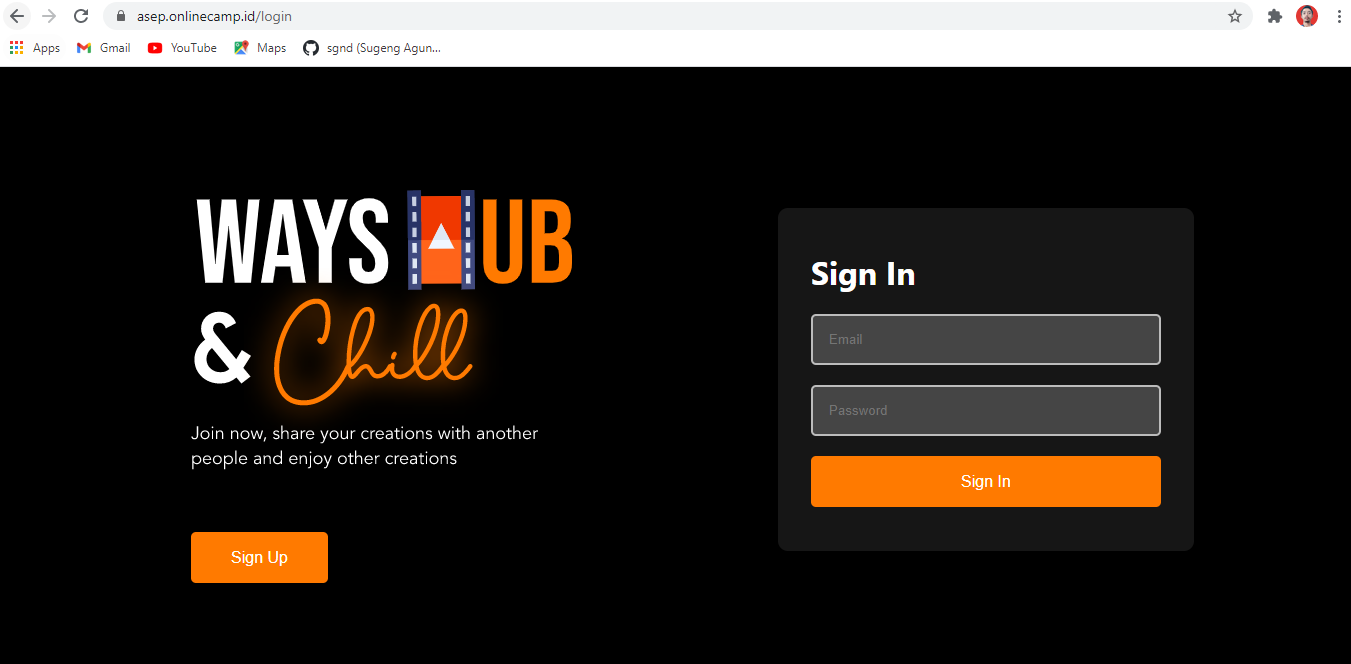 asep.onlinecamp.id/login
Apps Gmail YouTube Maps sgnd (Sugeng Agun...
WAYS HUB
& Chill
Join now, share your creations with another
people and enjoy other creations
Sign Up
Sign In
Email
Password
Sign In